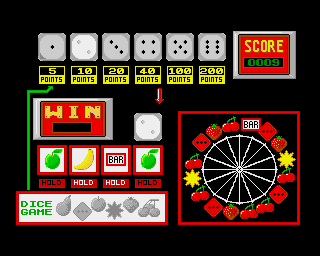 5 10 20 40 100 200
POINTS POINTS POINTS POINTS POINTS POINTS
SCORE
0009
WIN
BAR
BAR
HOLD HOLD HOLD HOLD
DICE
GAME